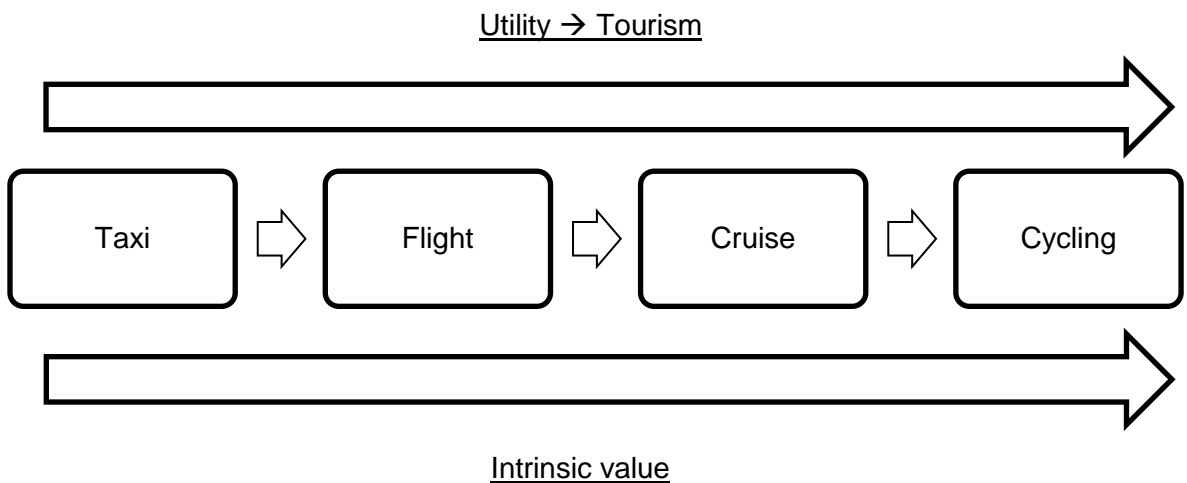 Utility → Tourism
Taxi
Flight
Cruise
Cycling
Intrinsic value